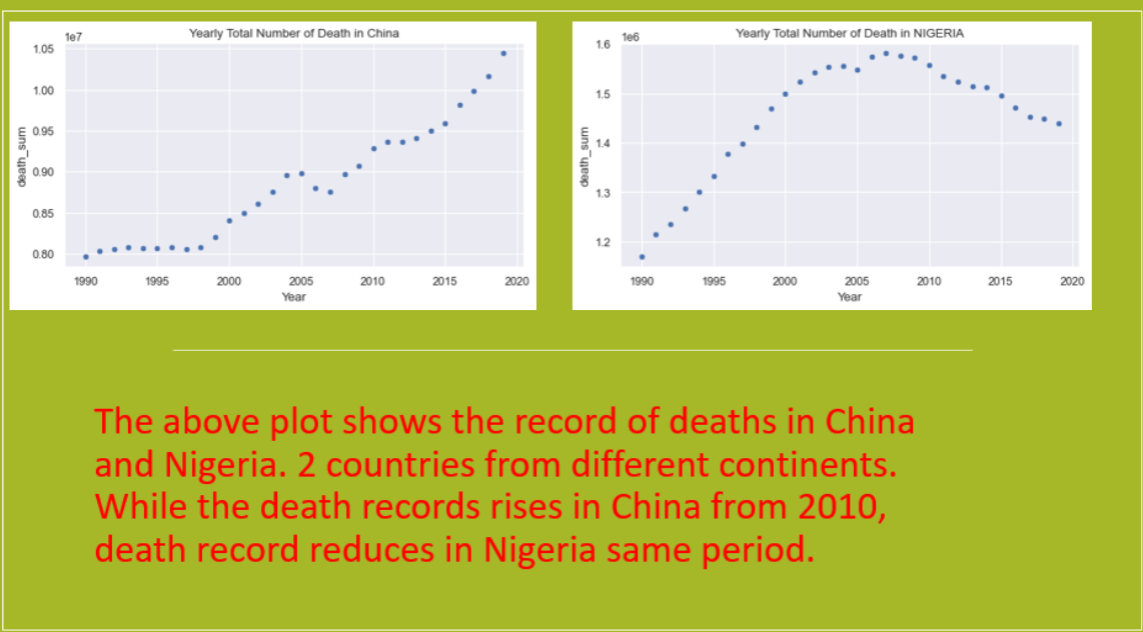 Yearly Total Number of Death in China
1e7
1.05
1.00
0.95
0.90
0.85
0.80
death_sum
1990 1995 2000 2005 2010 2015 2020
Year
Yearly Total Number of Death in NIGERIA
1e6
1.6
1.5
1.4
1.3
1.2
death_sum
1990 1995 2000 2005 2010 2015 2020
Year
The above plot shows the record of deaths in China
and Nigeria. 2 countries from different continents.
While the death records rises in China from 2010,
death record reduces in Nigeria same period.